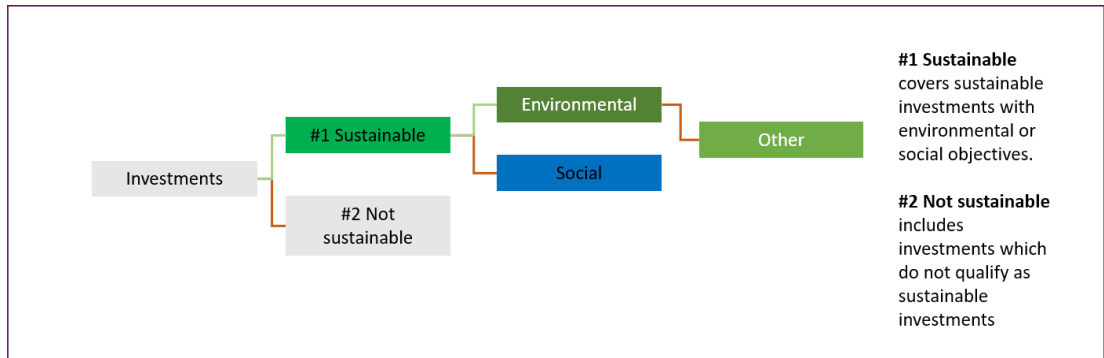 Investments
#1 Sustainable
#2 Not
sustainable
Environmental
Social
Other
#1 Sustainable
covers sustainable
investments with
environmental or
social objectives.
#2 Not sustainable
includes
investments which
do not qualify as
sustainable
investments